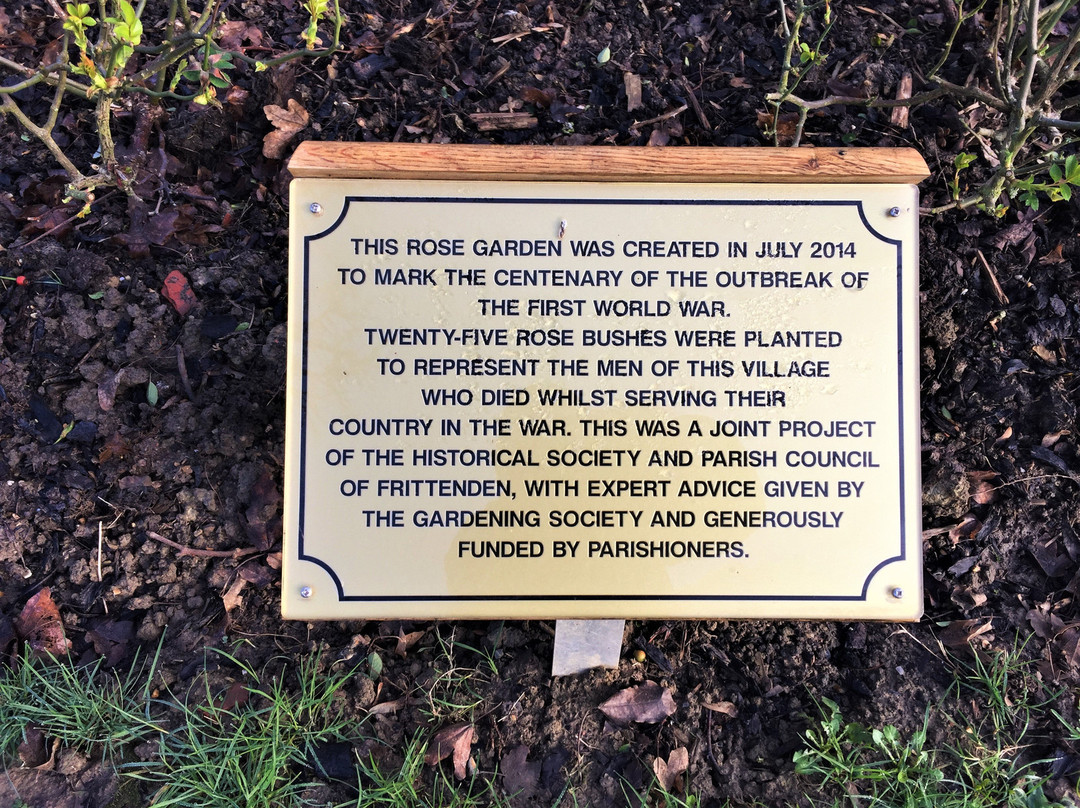 THIS ROSE GARDEN WAS CREATED IN JULY 2014
TO MARK THE CENTENARY OF THE OUTBREAK OF
THE FIRST WORLD WAR.
TWENTY-FIVE ROSE BUSHES WERE PLANTED
TO REPRESENT THE MEN OF THIS VILLAGE
WHO DIED WHILST SERVING THEIR
COUNTRY IN THE WAR. THIS WAS A JOINT PROJECT
OF THE HISTORICAL SOCIETY AND PARISH COUNCIL
OF FRITTENDEN, WITH EXPERT ADVICE GIVEN BY
THE GARDENING SOCIETY AND GENEROUSLY
FUNDED BY PARISHIONERS.